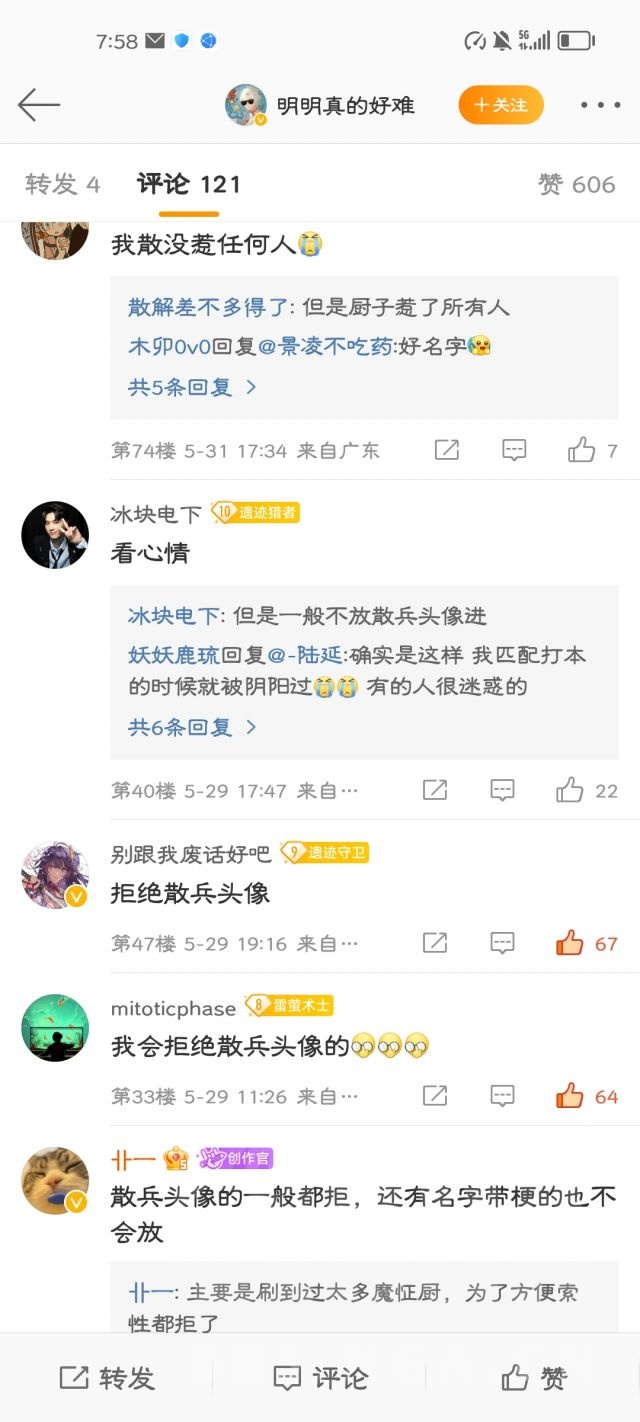 7:58
5G
明明真的好难
+关注
转发 4
评论 121
赞 606
我散没惹任何人
散解差不多得了: 但是厨子惹了所有人
木卯0v0回复@景凌不吃药:好名字
共5条回复
第74楼 5-31 17:34 来自广东
7
冰块电下
10 遗迹猎者
看心情
冰块电下: 但是一般不放散兵头像进
妖妖鹿琉回复@-陆延:确实是这样 我匹配打本
的时候就被阴阳过 有的人很迷惑的
共6条回复
第40楼 5-29 17:47 来自…
22
别跟我废话好吧
9 遗迹守卫
拒绝散兵头像
第47楼 5-29 19:16 来自…
67
mitoticphase
8 雷萤术士
我会拒绝散兵头像的
第33楼 5-29 11:26 来自…
64
卝一
5
创作官
散兵头像的一般都拒，还有名字带梗的也不
会放
卝一: 主要是刷到过太多魔怔厨，为了方便索
性都拒了
转发
评论
赞